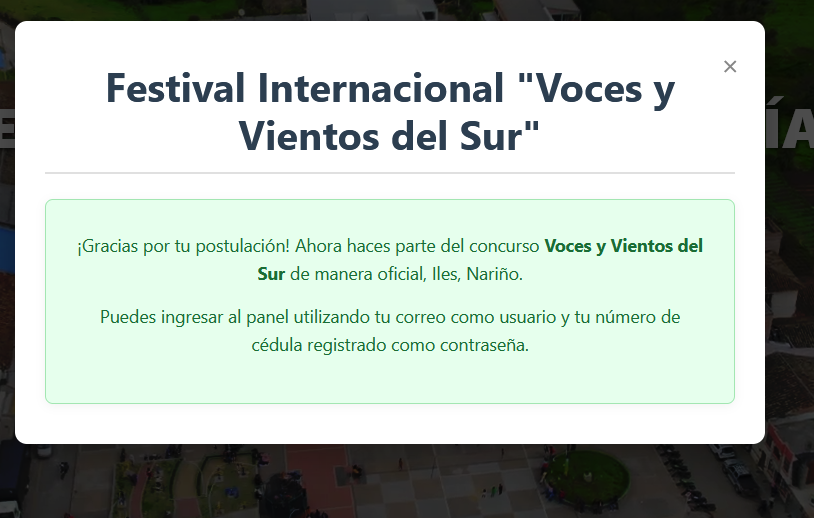 Festival Internacional "Voces y
Vientos del Sur"
×
¡Gracias por tu postulación! Ahora haces parte del concurso Voces y Vientos del
Sur de manera oficial, Iles, Nariño.
Puedes ingresar al panel utilizando tu correo como usuario y tu número de
cédula registrado como contraseña.